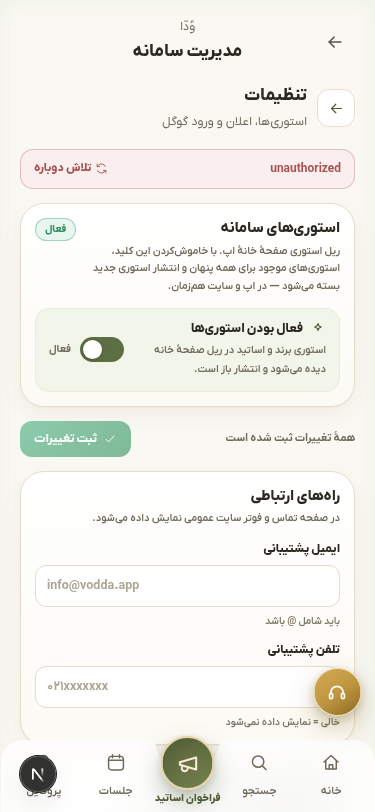 وُدّا
مدیریت سامانه
تنظیمات
استوری‌ها، اعلان و ورود گوگل
unauthorized
تلاش دوباره
استوری‌های سامانه
فعال
ریل استوری صفحهٔ خانهٔ اپ. با خاموش‌کردن این کلید،
استوری‌های موجود برای همه پنهان و انتشار استوری جدید
بسته می‌شود — در اپ و سایت هم‌زمان.
فعال بودن استوری‌ها
استوری برند و اساتید در ریل صفحهٔ خانه
دیده می‌شود و انتشار باز است.
فعال
همهٔ تغییرات ثبت شده است
ثبت تغییرات
راه‌های ارتباطی
در صفحه تماس و فوتر سایت عمومی نمایش داده می‌شود.
ایمیل پشتیبانی
info@vodda.app
باید شامل @ باشد
تلفن پشتیبانی
۰۲۱xxxxxxx
خالی = نمایش داده نمی‌شود
خانه
جستجو
فراخوان اساتید
جلسات
N